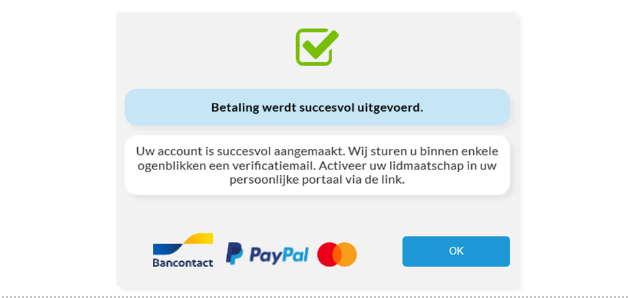 Betaling werdt succesvol uitgevoerd.
Uw account is succesvol aangemaakt. Wij sturen u binnen enkele
ogenblikken een verificatiemail. Activeer uw lidmaatschap in uw
persoonlijke portaal via de link.
Bancontact PayPal OK